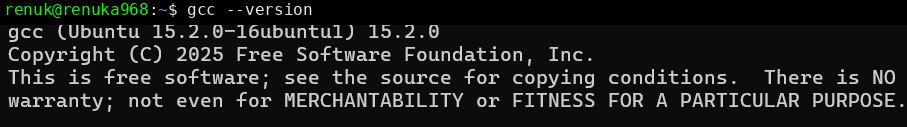 renuk@renuka968:~$ gcc --version
gcc (Ubuntu 15.2.0-16ubuntu1) 15.2.0
Copyright (C) 2025 Free Software Foundation, Inc.
This is free software; see the source for copying conditions.  There is NO
warranty; not even for MERCHANTABILITY or FITNESS FOR A PARTICULAR PURPOSE.